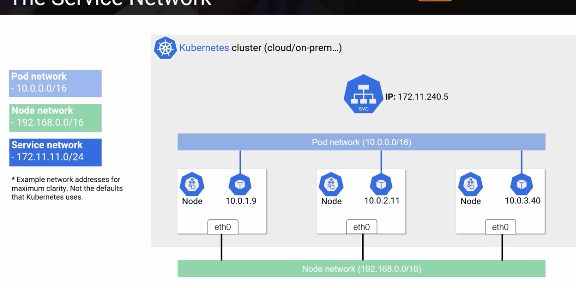 The Service Network
Kubernetes cluster (cloud/on-prem...)
Pod network
- 10.0.0.0/16
Node network
- 192.168.0.0/16
Service network
- 172.11.11.0/24
* Example network addresses for
maximum clarity. Not the defaults
that Kubernetes uses.
SVC
IP: 172.11.240.5
Pod network (10.0.0.0/16)
Node 10.0.1.9
eth0
Node 10.0.2.11
eth0
Node 10.0.3.40
eth0
Node network (192.168.0.0/16)